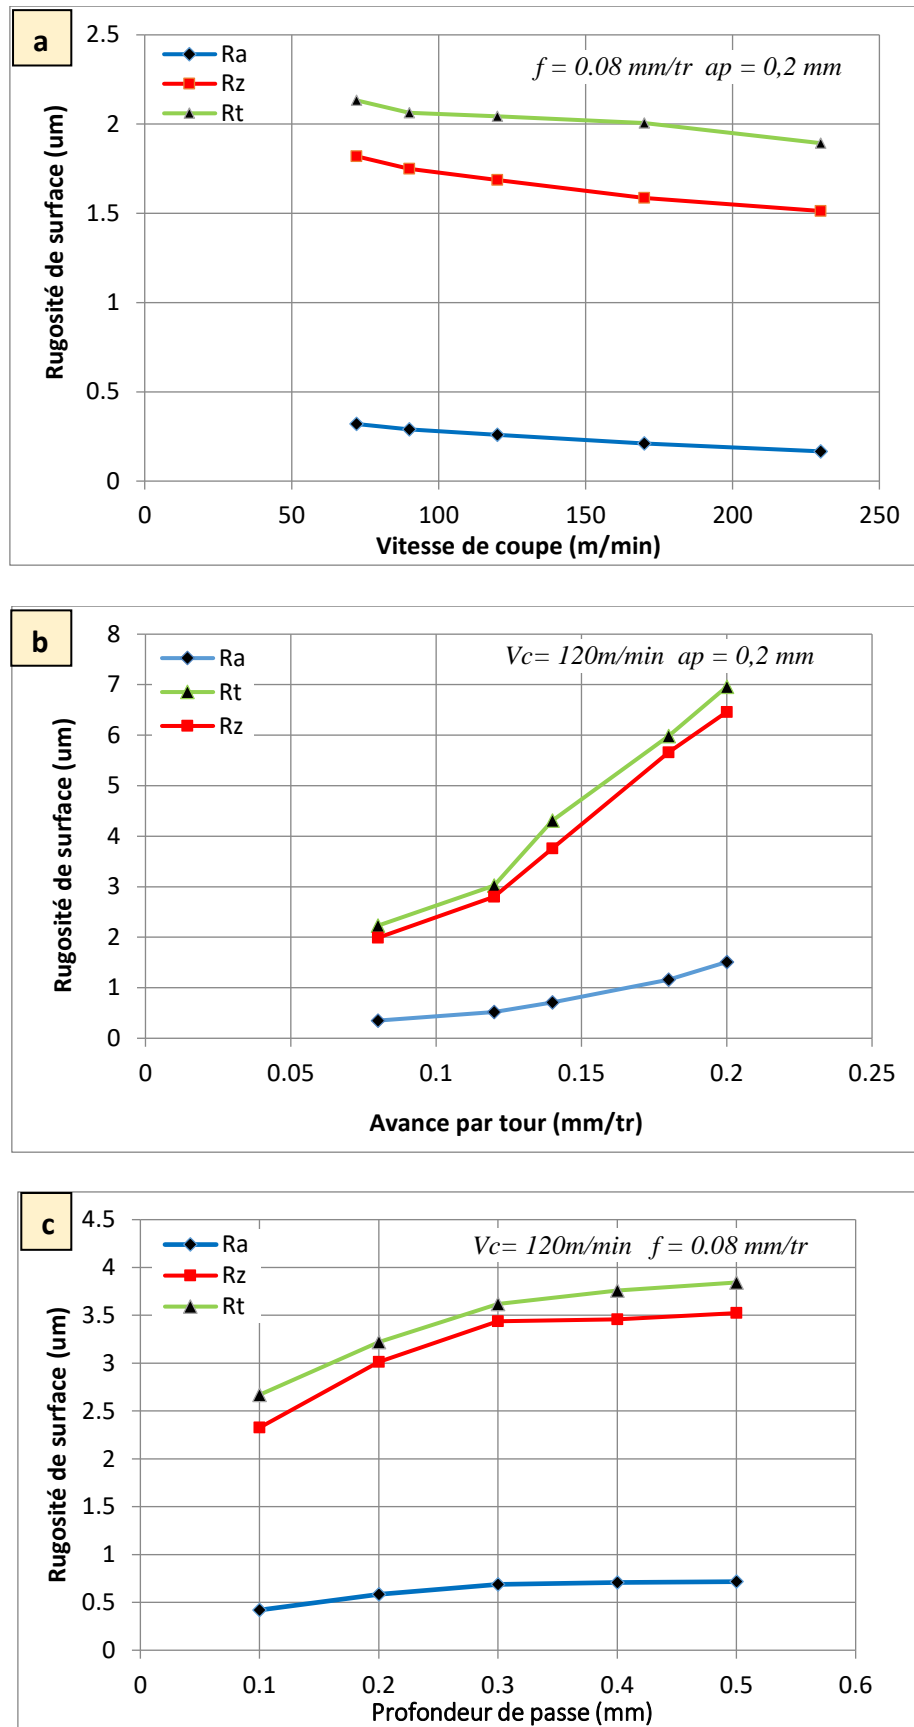 a
Ra
Rz
Rt
f = 0.08 mm/tr ap = 0,2 mm
Rugosité de surface (um)
2.5
2
1.5
1
0.5
0
0 50 100 150 200 250
Vitesse de coupe (m/min)
b
Ra
Rt
Rz
Vc= 120m/min ap = 0,2 mm
Rugosité de surface (um)
8
7
6
5
4
3
2
1
0
0 0.05 0.1 0.15 0.2 0.25
Avance par tour (mm/tr)
c
Ra
Rz
Rt
Vc= 120m/min f = 0.08 mm/tr
Rugosité de surface (um)
4.5
4
3.5
3
2.5
2
1.5
1
0.5
0
0 0.1 0.2 0.3 0.4 0.5 0.6
Profondeur de passe (mm)